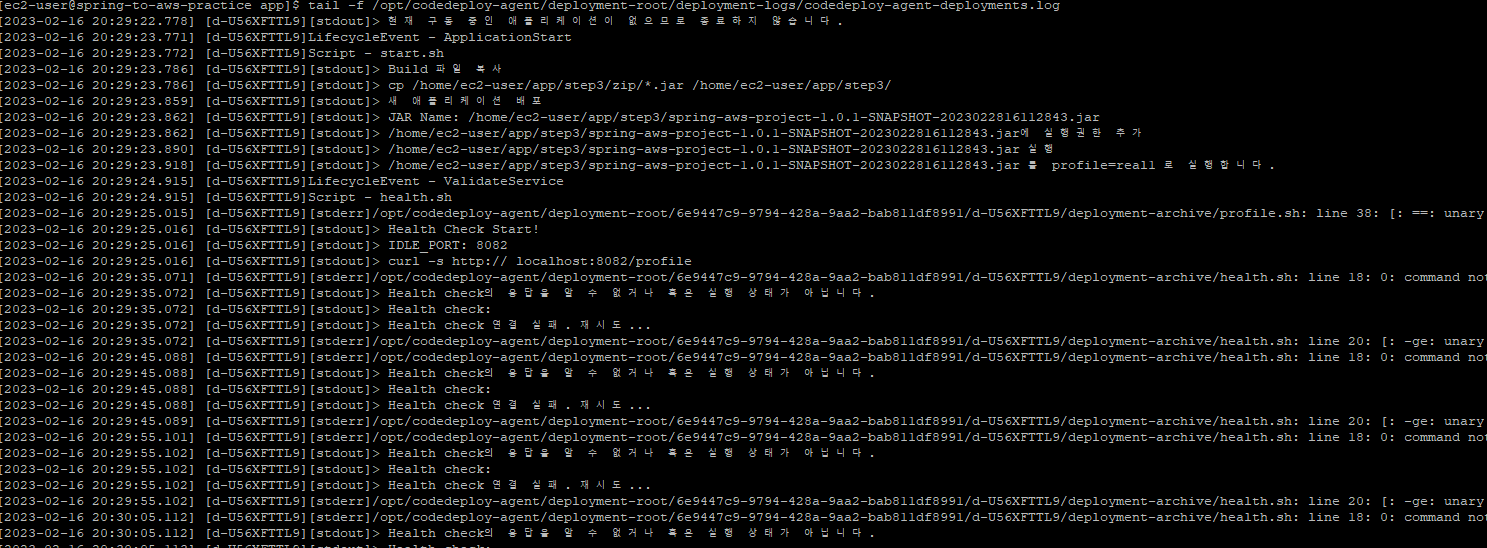 [ec2-user@spring-to-aws-practice app]$ tail -f /opt/codedeploy-agent/deployment-root/deployment-logs/codedeploy-agent-deployments.log
[2023-02-16 20:29:22.778] [d-U56XFTTL9][stdout]> 현재 구동 중인 애플리케이션이 없으므로 종료하지 않습니다.
[2023-02-16 20:29:23.771] [d-U56XFTTL9]LifecycleEvent - ApplicationStart
[2023-02-16 20:29:23.772] [d-U56XFTTL9]Script - start.sh
[2023-02-16 20:29:23.786] [d-U56XFTTL9][stdout]> Build 파일 복사
[2023-02-16 20:29:23.786] [d-U56XFTTL9][stdout]> cp /home/ec2-user/app/step3/zip/*.jar /home/ec2-user/app/step3/
[2023-02-16 20:29:23.859] [d-U56XFTTL9][stdout]> 새 애플리케이션 배포
[2023-02-16 20:29:23.862] [d-U56XFTTL9][stdout]> JAR Name: /home/ec2-user/app/step3/spring-aws-project-1.0.1-SNAPSHOT-2023022816112843.jar
[2023-02-16 20:29:23.862] [d-U56XFTTL9][stdout]> /home/ec2-user/app/step3/spring-aws-project-1.0.1-SNAPSHOT-2023022816112843.jar에 실행권한 추가
[2023-02-16 20:29:23.890] [d-U56XFTTL9][stdout]> /home/ec2-user/app/step3/spring-aws-project-1.0.1-SNAPSHOT-2023022816112843.jar 실행
[2023-02-16 20:29:23.918] [d-U56XFTTL9][stdout]> /home/ec2-user/app/step3/spring-aws-project-1.0.1-SNAPSHOT-2023022816112843.jar 를 profile=real1 로 실행합니다.
[2023-02-16 20:29:24.915] [d-U56XFTTL9]LifecycleEvent - ValidateService
[2023-02-16 20:29:24.915] [d-U56XFTTL9]Script - health.sh
[2023-02-16 20:29:25.015] [d-U56XFTTL9][stderr]/opt/codedeploy-agent/deployment-root/6e9447c9-9794-428a-9aa2-bab811df8991/d-U56XFTTL9/deployment-archive/profile.sh: line 38: [: ==: unary
[2023-02-16 20:29:25.016] [d-U56XFTTL9][stdout]> Health Check Start!
[2023-02-16 20:29:25.016] [d-U56XFTTL9][stdout]> IDLE_PORT: 8082
[2023-02-16 20:29:25.016] [d-U56XFTTL9][stdout]> curl -s http:// localhost:8082/profile
[2023-02-16 20:29:35.071] [d-U56XFTTL9][stderr]/opt/codedeploy-agent/deployment-root/6e9447c9-9794-428a-9aa2-bab811df8991/d-U56XFTTL9/deployment-archive/health.sh: line 18: 0: command not
[2023-02-16 20:29:35.072] [d-U56XFTTL9][stdout]> Health check의 응답을 알 수 없거나 혹은 실행 상태가 아닙니다.
[2023-02-16 20:29:35.072] [d-U56XFTTL9][stdout]> Health check:
[2023-02-16 20:29:35.072] [d-U56XFTTL9][stdout]> Health check 연결 실패. 재시도...
[2023-02-16 20:29:35.072] [d-U56XFTTL9][stderr]/opt/codedeploy-agent/deployment-root/6e9447c9-9794-428a-9aa2-bab811df8991/d-U56XFTTL9/deployment-archive/health.sh: line 20: [: -ge: unary
[2023-02-16 20:29:45.088] [d-U56XFTTL9][stderr]/opt/codedeploy-agent/deployment-root/6e9447c9-9794-428a-9aa2-bab811df8991/d-U56XFTTL9/deployment-archive/health.sh: line 18: 0: command not
[2023-02-16 20:29:45.088] [d-U56XFTTL9][stdout]> Health check의 응답을 알 수 없거나 혹은 실행 상태가 아닙니다.
[2023-02-16 20:29:45.088] [d-U56XFTTL9][stdout]> Health check:
[2023-02-16 20:29:45.088] [d-U56XFTTL9][stdout]> Health check 연결 실패. 재시도...
[2023-02-16 20:29:45.089] [d-U56XFTTL9][stderr]/opt/codedeploy-agent/deployment-root/6e9447c9-9794-428a-9aa2-bab811df8991/d-U56XFTTL9/deployment-archive/health.sh: line 20: [: -ge: unary
[2023-02-16 20:29:55.101] [d-U56XFTTL9][stderr]/opt/codedeploy-agent/deployment-root/6e9447c9-9794-428a-9aa2-bab811df8991/d-U56XFTTL9/deployment-archive/health.sh: line 18: 0: command not
[2023-02-16 20:29:55.102] [d-U56XFTTL9][stdout]> Health check의 응답을 알 수 없거나 혹은 실행 상태가 아닙니다.
[2023-02-16 20:29:55.102] [d-U56XFTTL9][stdout]> Health check:
[2023-02-16 20:29:55.102] [d-U56XFTTL9][stdout]> Health check 연결 실패. 재시도...
[2023-02-16 20:29:55.102] [d-U56XFTTL9][stderr]/opt/codedeploy-agent/deployment-root/6e9447c9-9794-428a-9aa2-bab811df8991/d-U56XFTTL9/deployment-archive/health.sh: line 20: [: -ge: unary
[2023-02-16 20:30:05.112] [d-U56XFTTL9][stderr]/opt/codedeploy-agent/deployment-root/6e9447c9-9794-428a-9aa2-bab811df8991/d-U56XFTTL9/deployment-archive/health.sh: line 18: 0: command not
[2023-02-16 20:30:05.112] [d-U56XFTTL9][stdout]> Health check의 응답을 알 수 없거나 혹은 실행 상태가 아닙니다.